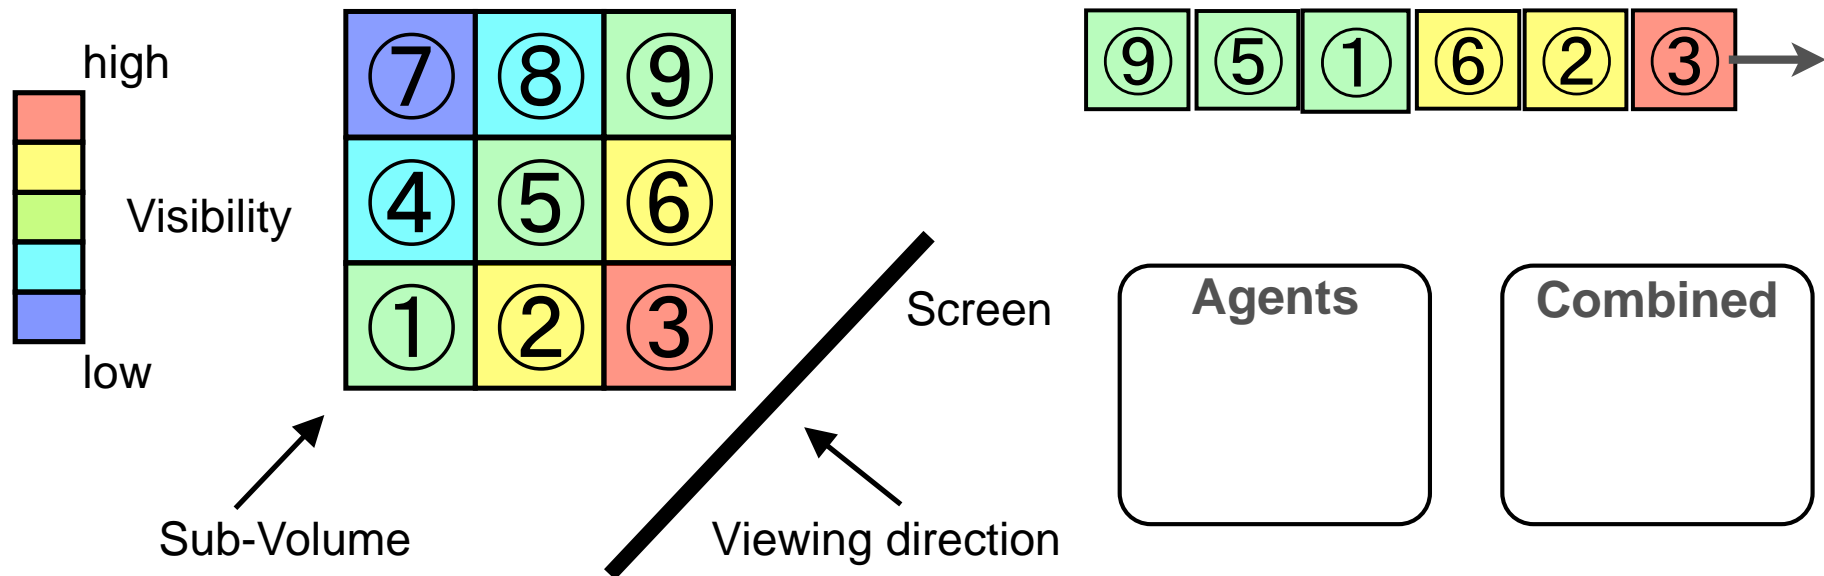 high
Visibility
low
⑦ ⑧ ⑨
④ ⑤ ⑥
① ② ③
Sub-Volume
Screen
Viewing direction
⑨ ⑤ ① ⑥ ② ③
Agents
Combined